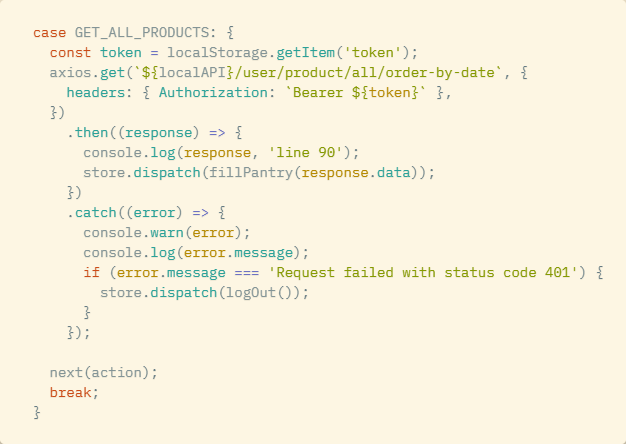 case GET_ALL_PRODUCTS: {
  const token = localStorage.getItem('token');
  axios.get(`${localAPI}/user/product/all/order-by-date`, {
    headers: { Authorization: `Bearer ${token}` },
  })
    .then((response) => {
      console.log(response, 'line 90');
      store.dispatch(fillPantry(response.data));
    })
    .catch((error) => {
      console.warn(error);
      console.log(error.message);
      if (error.message === 'Request failed with status code 401') {
        store.dispatch(logOut());
      }
    });

  next(action);
  break;
}